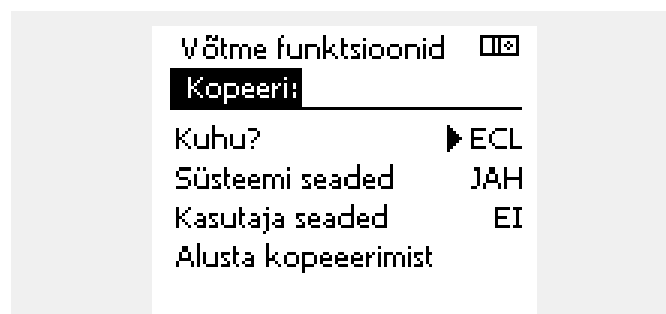 Võtme funktsioonid
Kopeeri:
Kuhu? ECL
Süsteemi seaded JAH
Kasutaja seaded EI
Alusta kopeeerimist